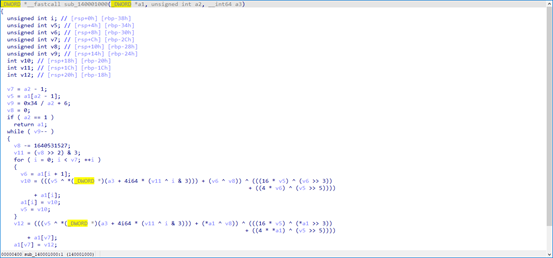 _DWORD *__fastcall sub_140001000(_DWORD *a1, unsigned int a2, __int64 a3)
{
unsigned int i; // [rsp+0h] [rbp-38h]
unsigned int v5; // [rsp+4h] [rbp-34h]
unsigned int v6; // [rsp+8h] [rbp-30h]
unsigned int v7; // [rsp+Ch] [rbp-2Ch]
unsigned int v8; // [rsp+10h] [rbp-28h]
unsigned int v9; // [rsp+14h] [rbp-24h]
int v10; // [rsp+18h] [rbp-20h]
int v11; // [rsp+1Ch] [rbp-1Ch]
int v12; // [rsp+20h] [rbp-18h]
v7 = a2 - 1;
v5 = a1[a2 - 1];
v9 = 0x34 / a2 + 6;
v8 = 0;
if ( a2 == 1 )
return a1;
while ( v9-- )
{
v8 -= 1640531527;
v11 = (v8 >> 2) & 3;
for ( i = 0; i < v7; ++i )
{
v6 = a1[i + 1];
v10 = (((v5 ^ *(_DWORD *)(a3 + 4i64 * (v11 ^ i & 3))) + (v6 ^ v8)) ^ (((16 * v5) ^ (v6 >> 3))
+ ((4 * v6) ^ (v5 >> 5))))
+ a1[i];
a1[i] = v10;
v5 = v10;
}
v12 = (((v5 ^ *(_DWORD *)(a3 + 4i64 * (v11 ^ i & 3))) + (*a1 ^ v8)) ^ (((16 * v5) ^ (*a1 >> 3))
+ ((4 * *a1) ^ (v5 >> 5))))
+ a1[v7];
a1[v7] = v12;
00000400 sub_140001000:1 (140001000)